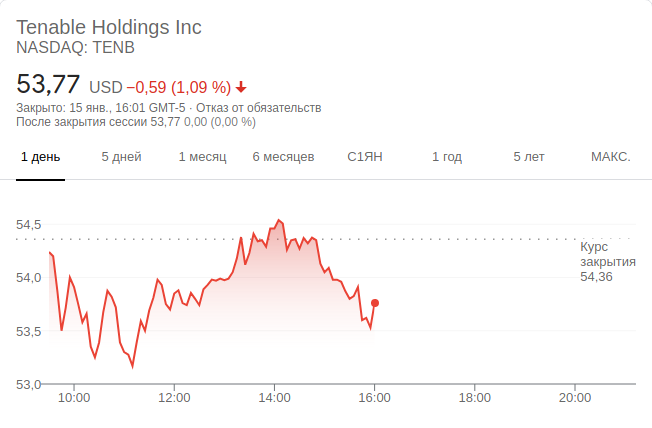 Tenable Holdings Inc
NASDAQ: TENB
53,77 USD −0,59 (1,09 %)
Закрыто: 15 янв., 16:01 GMT-5 · Отказ от обязательств
После закрытия сессии 53,77 0,00 (0,00 %)
1 день 5 дней 1 месяц 6 месяцев С1ЯН 1 год 5 лет МАКС.
54,5
Курс
закрытия
54,36
54,0
53,5
53,0
10:00 12:00 14:00 16:00 18:00 20:00